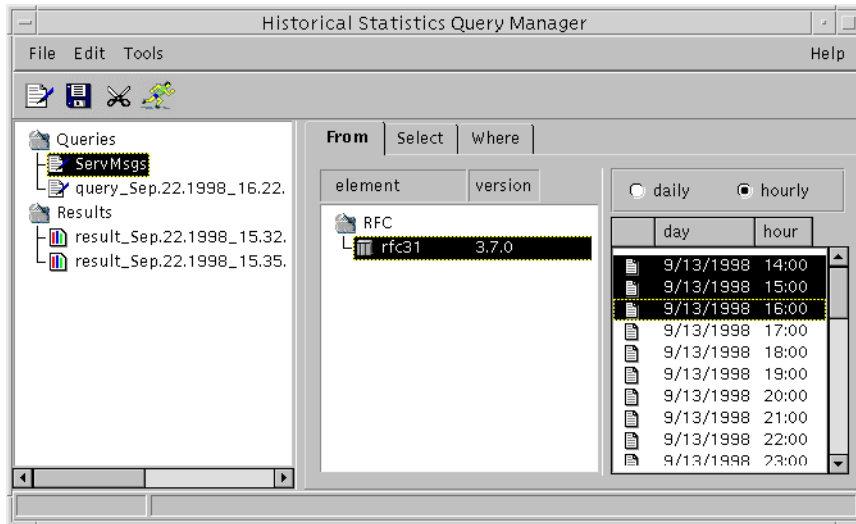 Historical Statistics Query Manager
File Edit Tools Help
Queries
ServMsgs
query_Sep.22.1998_16.22.
Results
result_Sep.22.1998_15.32.
result_Sep.22.1998_15.35.
From Select Where
element version
RFC
rfc31 3.7.0
daily hourly
day hour
9/13/1998 14:00
9/13/1998 15:00
9/13/1998 16:00
9/13/1998 17:00
9/13/1998 18:00
9/13/1998 19:00
9/13/1998 20:00
9/13/1998 21:00
9/13/1998 22:00
9/13/1998 23:00